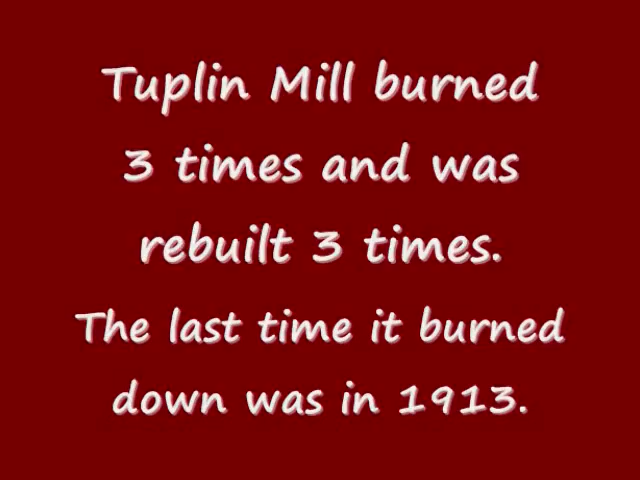 Tuplin Mill burned
3 times and was
rebuilt 3 times.
The last time it burned
down was in 1913.